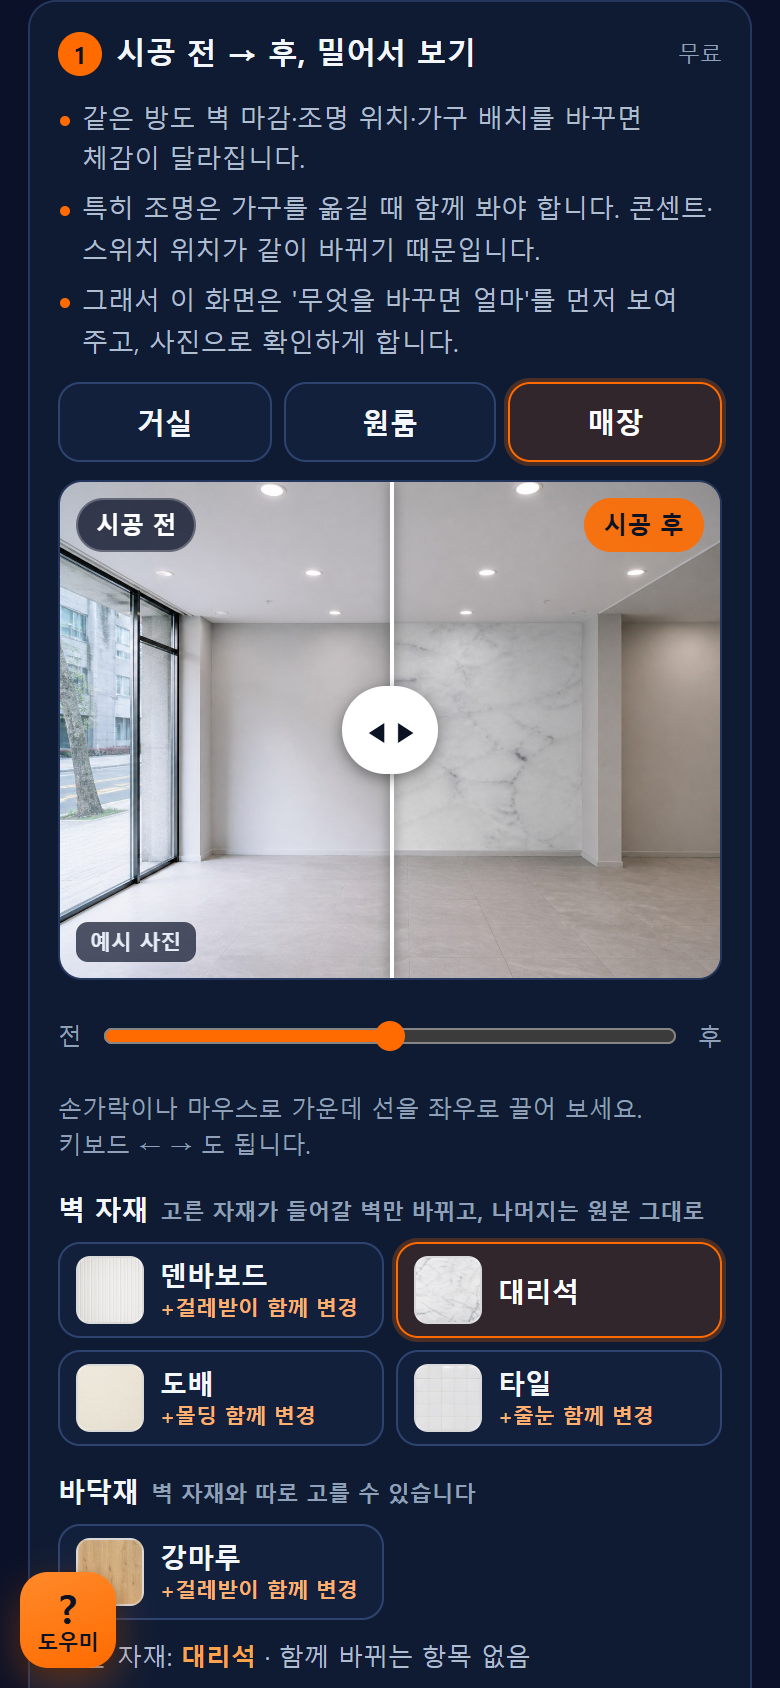 1 시공 전 → 후, 밀어서 보기 무료
같은 방도 벽 마감·조명 위치·가구 배치를 바꾸면
체감이 달라집니다.
특히 조명은 가구를 옮길 때 함께 봐야 합니다. 콘센트·
스위치 위치가 같이 바뀌기 때문입니다.
그래서 이 화면은 '무엇을 바꾸면 얼마'를 먼저 보여
주고, 사진으로 확인하게 합니다.
거실 원룸 매장
시공 전 시공 후
예시 사진
전 후
손가락이나 마우스로 가운데 선을 좌우로 끌어 보세요.
키보드 ← → 도 됩니다.
벽 자재 고른 자재가 들어갈 벽만 바뀌고, 나머지는 원본 그대로
덴바보드
+걸레받이 함께 변경
대리석
도배
+몰딩 함께 변경
타일
+줄눈 함께 변경
바닥재 벽 자재와 따로 고를 수 있습니다
강마루
+걸레받이 함께 변경
?
도우미
자재: 대리석 · 함께 바뀌는 항목 없음